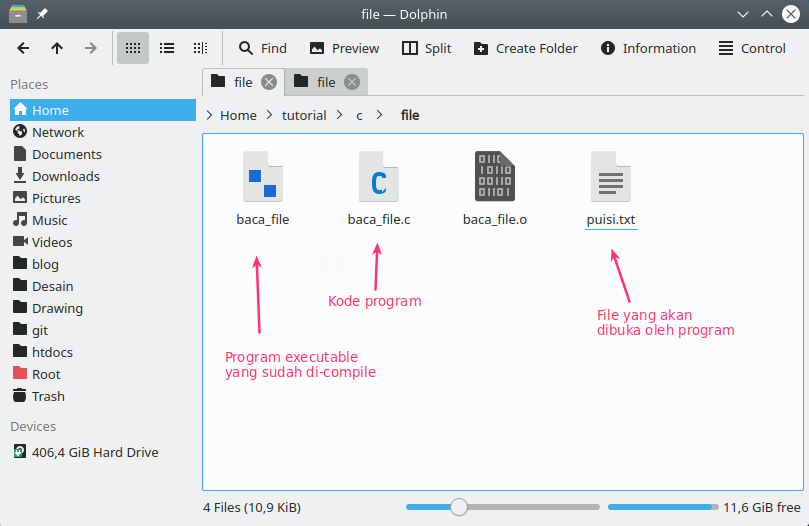 file — Dolphin
Find
Preview
Split
Create Folder
Information
Control
Places
Home
Network
Documents
Downloads
Pictures
Music
Videos
blog
Desain
Drawing
git
htdocs
Root
Trash
Devices
406,4 GiB Hard Drive
file
file
Home
tutorial
c
file
baca_file
baca_file.c
baca_file.o
puisi.txt
Kode program
File yang akan
dibuka oleh program
Program executable
yang sudah di-compile
4 Files (10,9 KiB)
11,6 GiB free